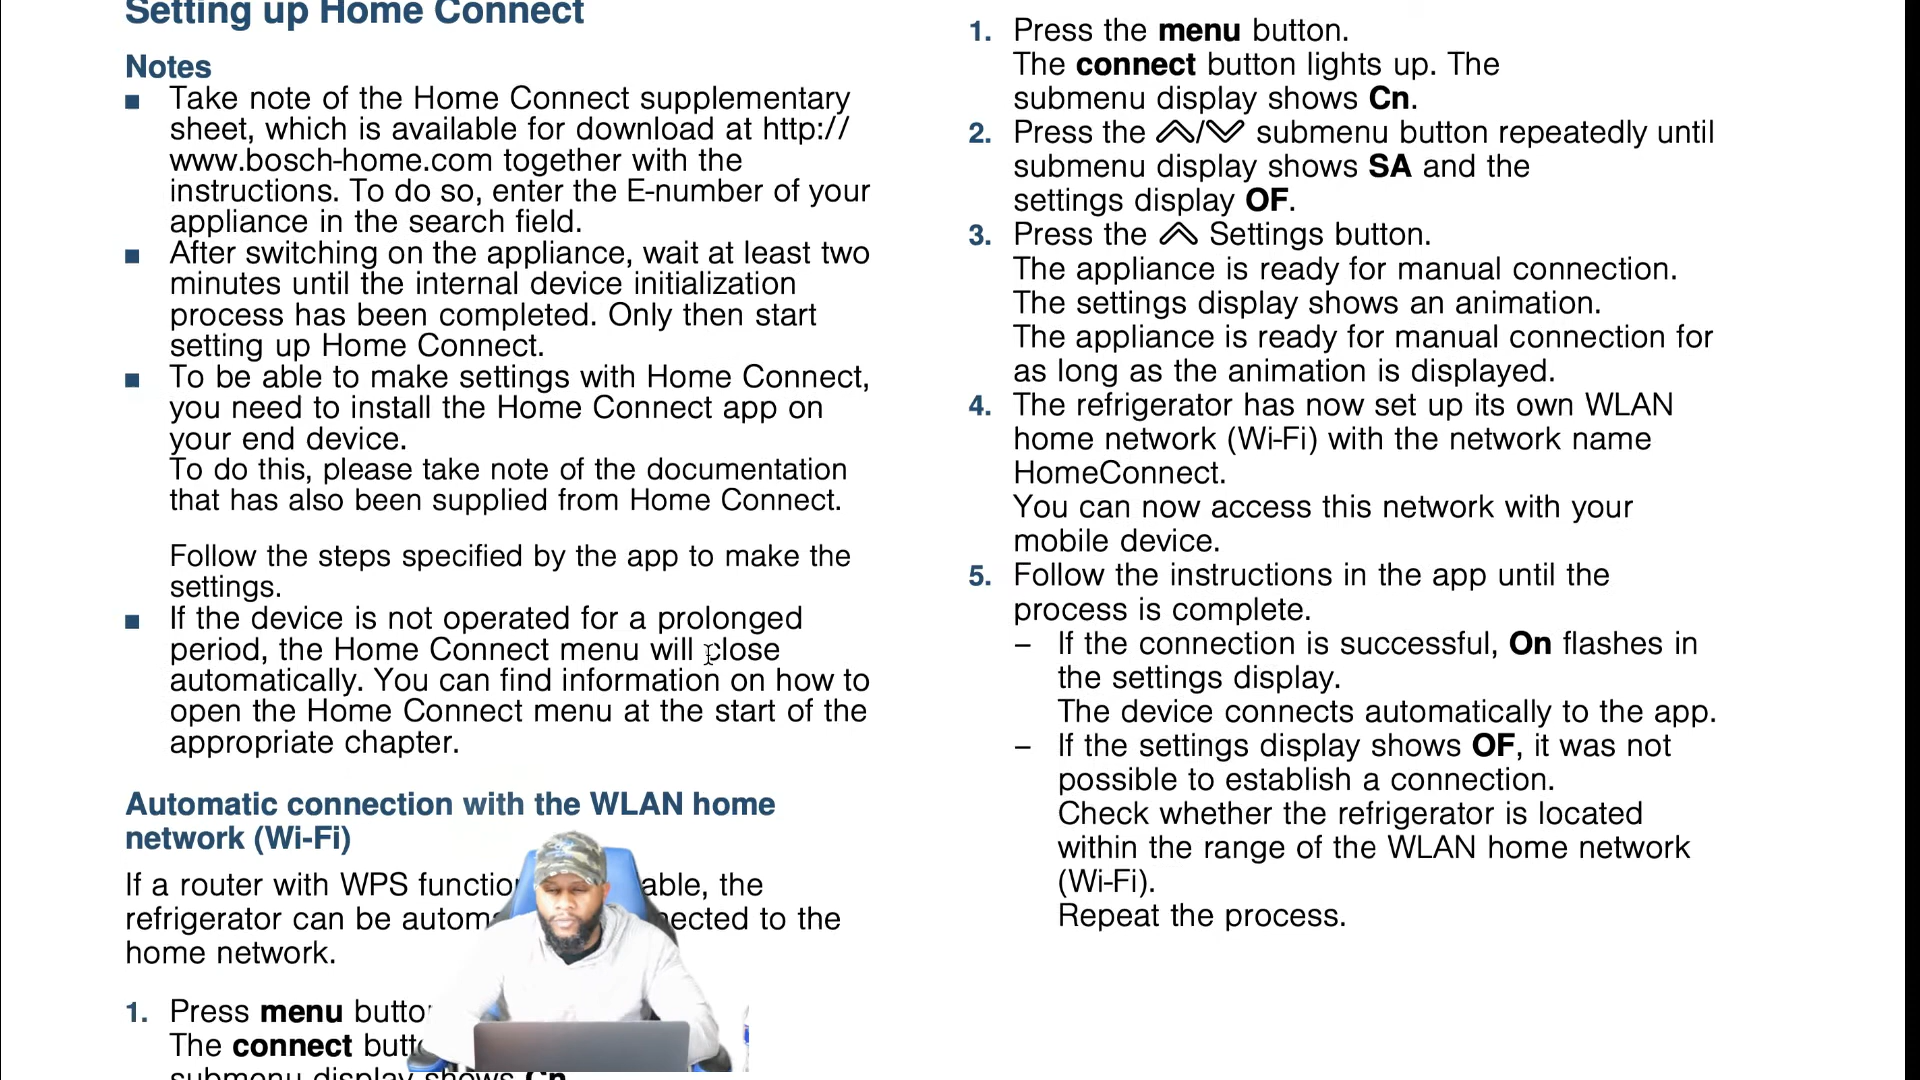 Setting up Home Connect
Notes
■ Take note of the Home Connect supplementary
sheet, which is available for download at http://
www.bosch-home.com together with the
instructions. To do so, enter the E-number of your
appliance in the search field.
■ After switching on the appliance, wait at least two
minutes until the internal device initialization
process has been completed. Only then start
setting up Home Connect.
■ To be able to make settings with Home Connect,
you need to install the Home Connect app on
your end device.
To do this, please take note of the documentation
that has also been supplied from Home Connect.
Follow the steps specified by the app to make the
settings.
■ If the device is not operated for a prolonged
period, the Home Connect menu will close
automatically. You can find information on how to
open the Home Connect menu at the start of the
appropriate chapter.
Automatic connection with the WLAN home
network (Wi-Fi)
If a router with WPS the
refrigerator can be to the
home network.
1. Press menu
The connect
submenu display shows Cn
1. Press the menu button.
The connect button lights up. The
submenu display shows Cn.
2. Press the ︽/︾ submenu button repeatedly until
submenu display shows SA and the
settings display OF.
3. Press the ︽ Settings button.
The appliance is ready for manual connection.
The settings display shows an animation.
The appliance is ready for manual connection for
as long as the animation is displayed.
4. The refrigerator has now set up its own WLAN
home network (Wi-Fi) with the network name
HomeConnect.
You can now access this network with your
mobile device.
5. Follow the instructions in the app until the
process is complete.
– If the connection is successful, On flashes in
the settings display.
The device connects automatically to the app.
– If the settings display shows OF, it was not
possible to establish a connection.
Check whether the refrigerator is located
within the range of the WLAN home network
(Wi-Fi).
Repeat the process.